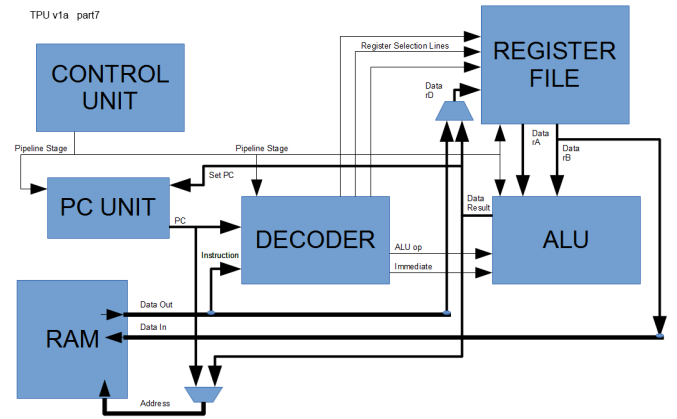 TPU v1a part7
REGISTER
FILE
Register Selection Lines
CONTROL
UNIT
Data
rD
Data
rA
Data
rB
Pipeline Stage
Pipeline Stage
Set PC
PC UNIT
Data
Result
PC
DECODER
ALU
Instruction
ALU op
Immediate
RAM
Data Out
Data In
Address